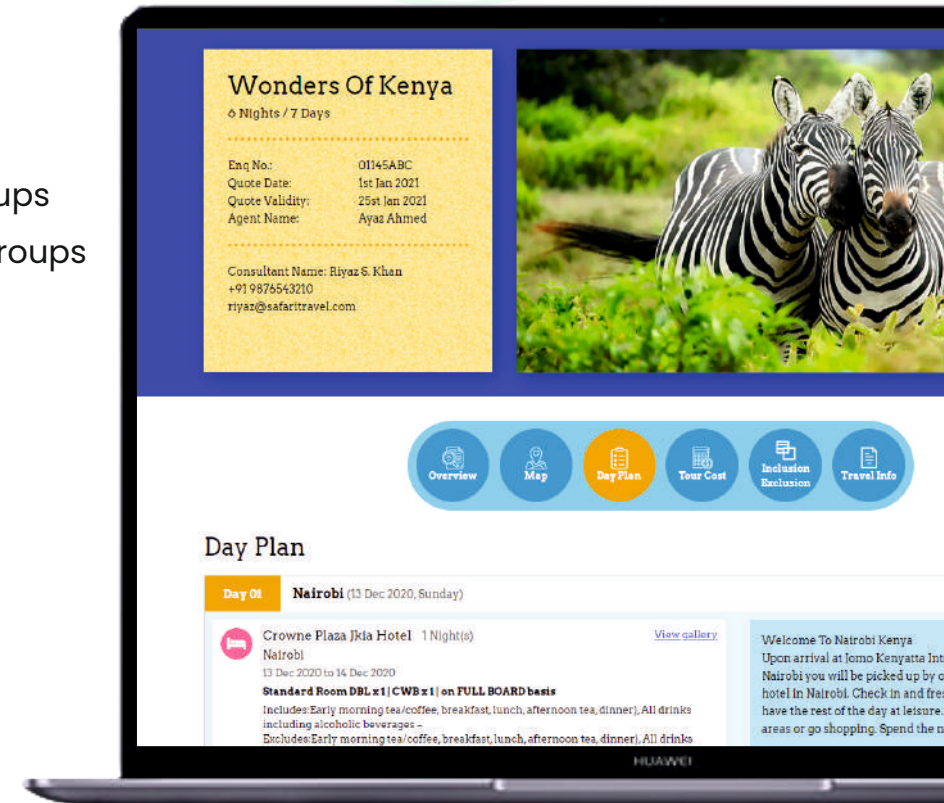 ups
roups
Wonders Of Kenya
6 Nights / 7 Days
Enq No.: 01145ABC
Quote Date: 1st Jan 2021
Quote Validity: 25st Jan 2021
Agent Name: Ayaz Ahmed
Consultant Name: Riyaz S. Khan
+91 9876543210
riyaz@safaritravel.com
Overview
Map
Day Plan
Tour Cost
Inclusion
Exclusion
Travel Info
Day Plan
Day 01 Nairobi (13 Dec 2020, Sunday)
Crowne Plaza Jkia Hotel 1 Night(s) View gallery
Nairobi
13 Dec 2020 to 14 Dec 2020
Standard Room DBL x 1 | CWB x 1 | on FULL BOARD basis
Includes:Early morning tea/coffee, breakfast, lunch, afternoon tea, dinner), All drinks
including alcoholic beverages –
Excludes:Early morning tea/coffee, breakfast, lunch, afternoon tea, dinner), All drinks
Welcome To Nairobi Kenya
Upon arrival at Jomo Kenyatta Int
Nairobi you will be picked up by o
hotel in Nairobi. Check in and fres
have the rest of the day at leisure.
areas or go shopping. Spend the n
HUAWEI